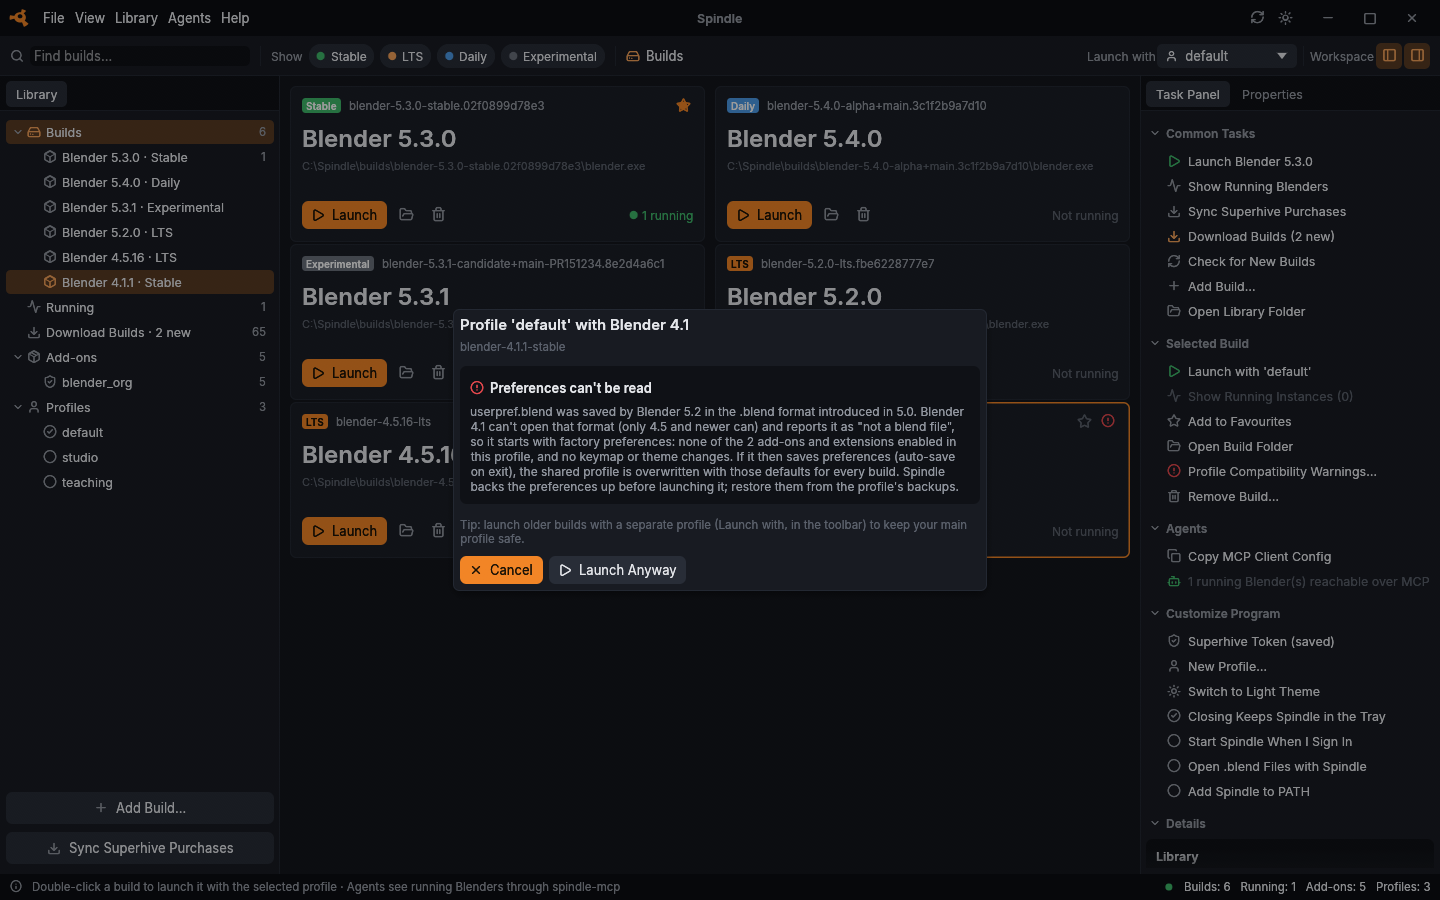 File View Library Agents Help
Spindle
Find builds...
Show Stable LTS Daily Experimental
Builds
Launch with default
Workspace
Library
Builds 6
Blender 5.3.0 · Stable 1
Blender 5.4.0 · Daily
Blender 5.3.1 · Experimental
Blender 5.2.0 · LTS
Blender 4.5.16 · LTS
Blender 4.1.1 · Stable
Running 1
Download Builds · 2 new 65
Add-ons 5
blender_org 5
Profiles 3
default
studio
teaching
Add Build...
Sync Superhive Purchases
Stable blender-5.3.0-stable.02f0899d78e3
Blender 5.3.0
C:\Spindle\builds\blender-5.3.0-stable.02f0899d78e3\blender.exe
Launch
1 running
Daily blender-5.4.0-alpha+main.3c1f2b9a7d10
Blender 5.4.0
C:\Spindle\builds\blender-5.4.0-alpha+main.3c1f2b9a7d10\blender.exe
Launch
Not running
Experimental blender-5.3.1-candidate+main-PR151234.8e2d4a6c1
Blender 5.3.1
C:\Spindle\builds\blender-5.3
Launch
LTS blender-5.2.0-lts.fbe6228777e7
Blender 5.2.0
\blender.exe
Not running
LTS blender-4.5.16-lts
Blender 4.5.16
C:\Spindle\builds\blender-4.5
Launch
Not running
Profile 'default' with Blender 4.1
blender-4.1.1-stable
Preferences can't be read
userpref.blend was saved by Blender 5.2 in the .blend format introduced in 5.0. Blender
4.1 can't open that format (only 4.5 and newer can) and reports it as "not a blend file",
so it starts with factory preferences: none of the 2 add-ons and extensions enabled in
this profile, and no keymap or theme changes. If it then saves preferences (auto-save
on exit), the shared profile is overwritten with those defaults for every build. Spindle
backs the preferences up before launching it; restore them from the profile's backups.
Tip: launch older builds with a separate profile (Launch with, in the toolbar) to keep your main
profile safe.
Cancel
Launch Anyway
Task Panel Properties
Common Tasks
Launch Blender 5.3.0
Show Running Blenders
Sync Superhive Purchases
Download Builds (2 new)
Check for New Builds
Add Build...
Open Library Folder
Selected Build
Launch with 'default'
Show Running Instances (0)
Add to Favourites
Open Build Folder
Profile Compatibility Warnings...
Remove Build...
Agents
Copy MCP Client Config
1 running Blender(s) reachable over MCP
Customize Program
Superhive Token (saved)
New Profile...
Switch to Light Theme
Closing Keeps Spindle in the Tray
Start Spindle When I Sign In
Open .blend Files with Spindle
Add Spindle to PATH
Details
Library
Double-click a build to launch it with the selected profile · Agents see running Blenders through spindle-mcp
Builds: 6 Running: 1 Add-ons: 5 Profiles: 3